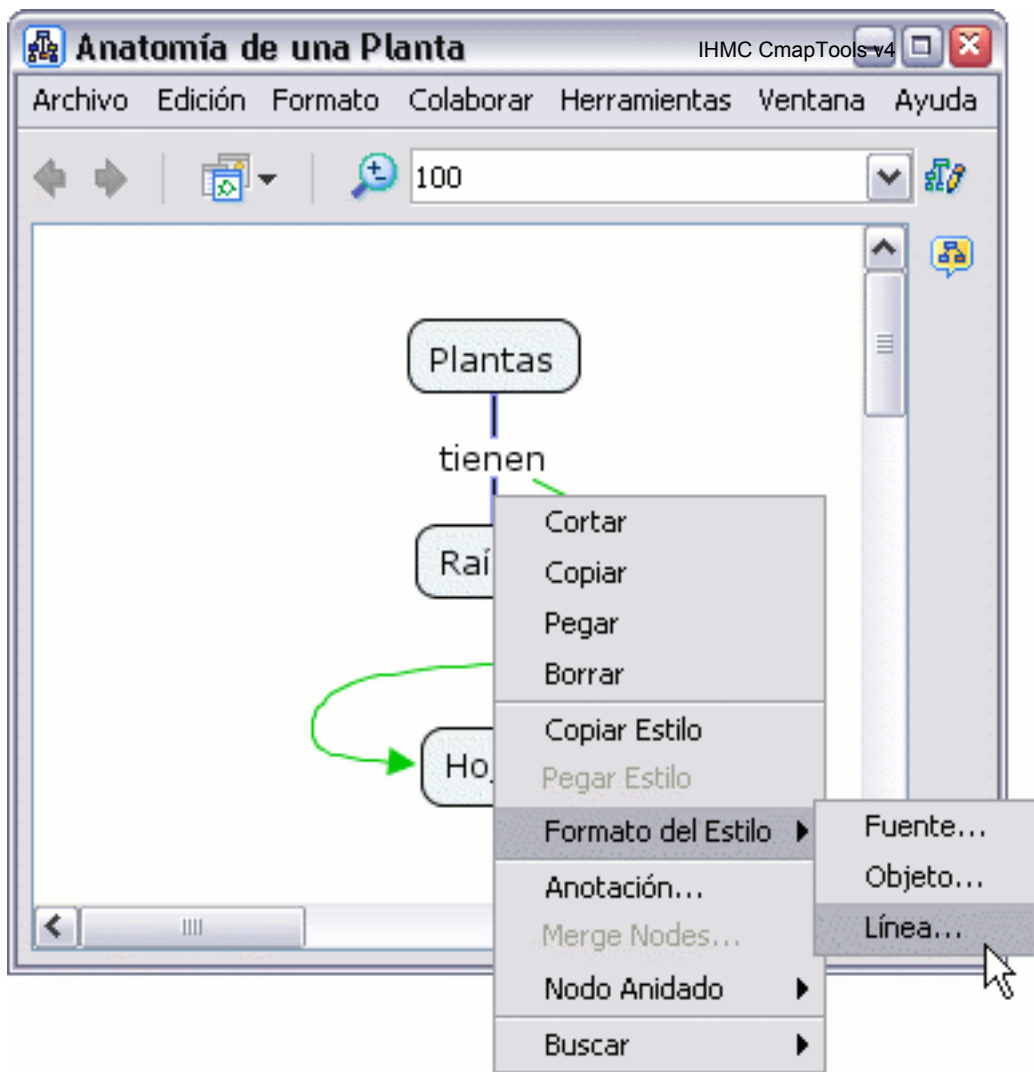 Anatomía de una Planta
IHMC CmapTools v4
Archivo Edición Formato Colaborar Herramientas Ventana Ayuda
100
Plantas
tienen
Raí
Ho
Cortar
Copiar
Pegar
Borrar
Copiar Estilo
Pegar Estilo
Formato del Estilo
Anotación...
Merge Nodes...
Nodo Anidado
Buscar
Fuente...
Objeto...
Línea...